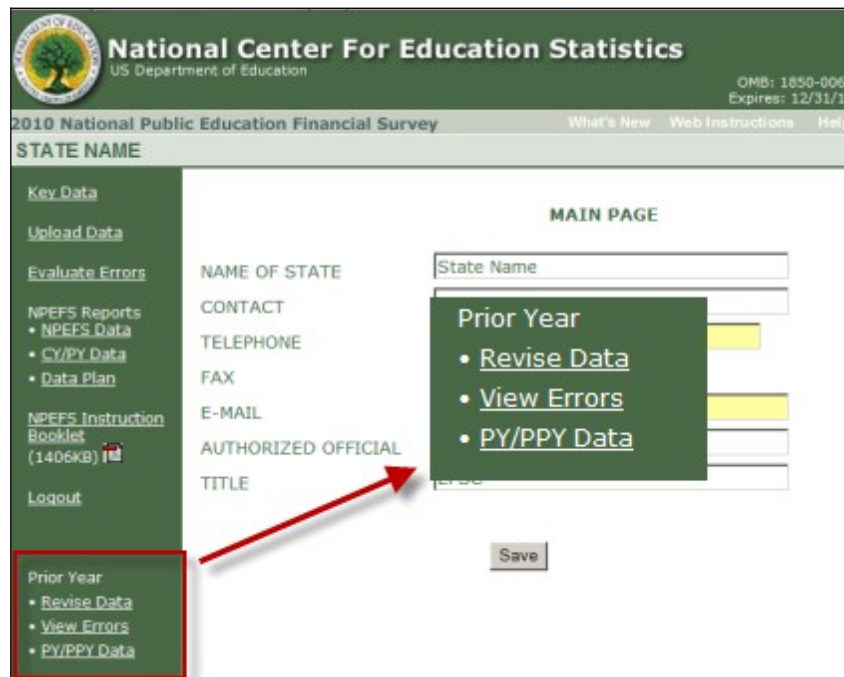 National Center For Education Statistics
US Department of Education
OMB: 1850-006
Expires: 12/31/1
2010 National Public Education Financial Survey
What's New Web Instructions Hel
STATE NAME
Key Data
Upload Data
Evaluate Errors
NPEFS Reports
• NPEFS Data
• CY/PY Data
• Data Plan
NPEFS Instruction
Booklet
(1406KB)
Logout
Prior Year
• Revise Data
• View Errors
• PY/PPY Data
MAIN PAGE
NAME OF STATE State Name
CONTACT
TELEPHONE
FAX
E-MAIL
AUTHORIZED OFFICIAL
TITLE
Prior Year
• Revise Data
• View Errors
• PY/PPY Data
Save